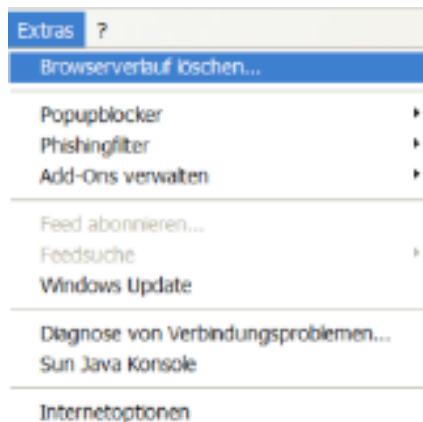 Extras ?
Browserverlauf löschen...
Popupblocker
Phishingfilter
Add-Ons verwalten
Feed abonnieren...
Feedsuche
Windows Update
Diagnose von Verbindungsproblemen...
Sun Java Konsole
Internetoptionen